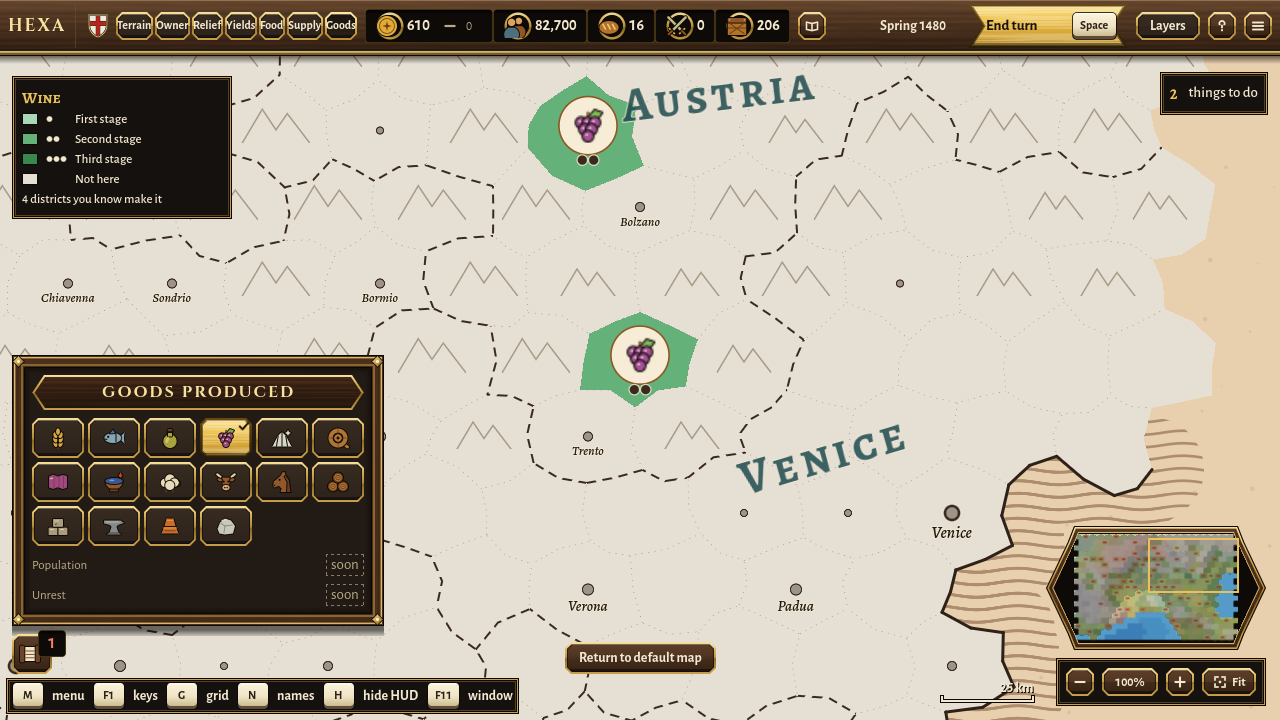 HEXA
Terrain Owner Relief Yields Food Supply Goods
610 — 0
82,700
16
0
206
Spring 1480
End turn Space
Layers
?
Wine
First stage
Second stage
Third stage
Not here
4 districts you know make it
2 things to do
AUSTRIA
Bolzano
Chiavenna
Sondrio
Bormio
Trento
VENICE
Venice
Verona
Padua
GOODS PRODUCED
Population soon
Unrest soon
1
Return to default map
M menu F1 keys G grid N names H hide HUD F11 window
25 km
− 100% + Fit